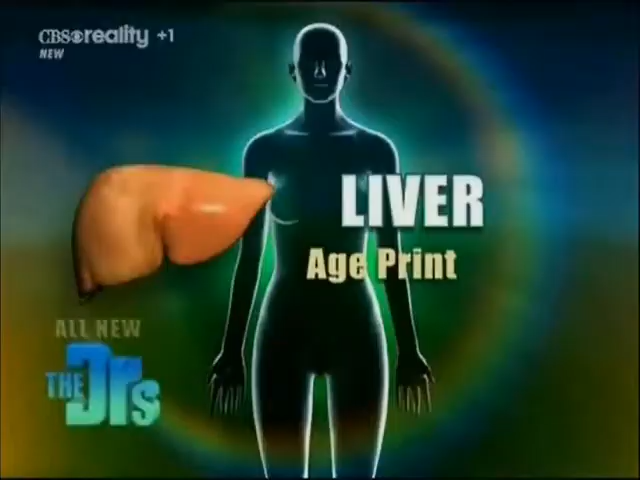 CBS reality +1
NEW
LIVER
Age Print
ALL NEW
THE Drs